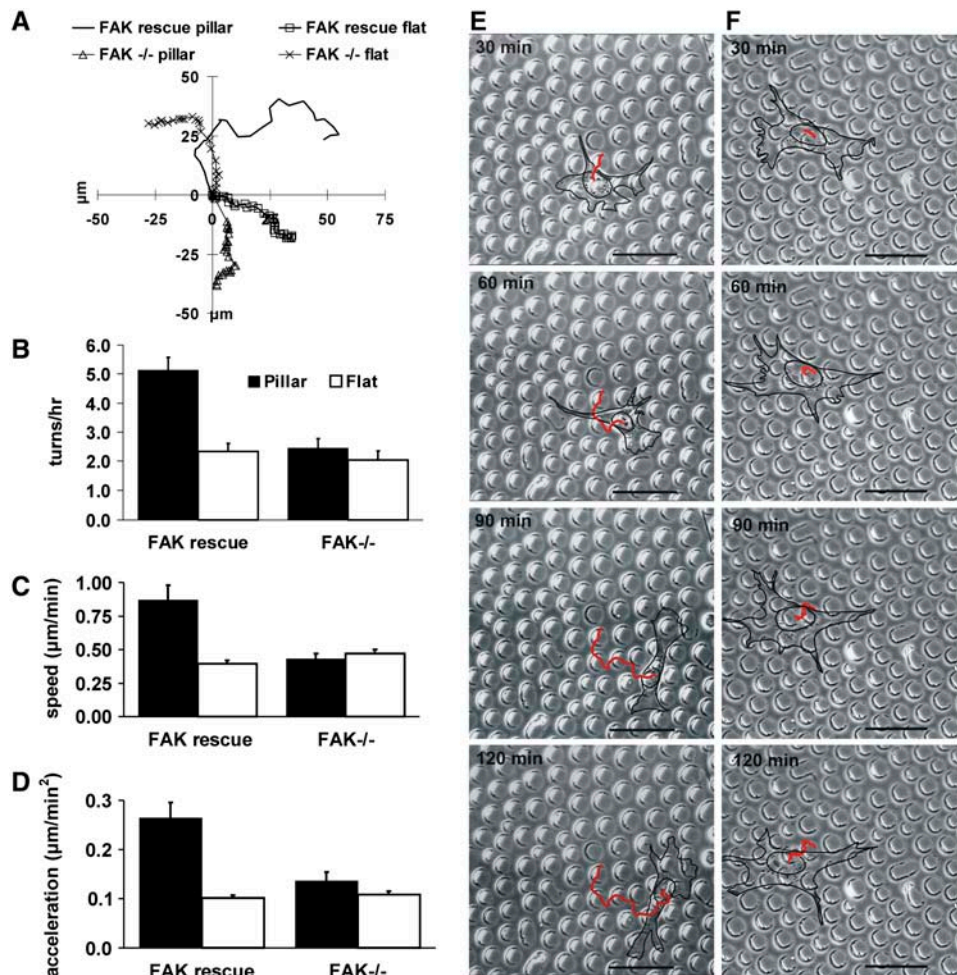 A
FAK rescue pillar
FAK rescue flat
FAK -/- pillar
FAK -/- flat
50
25
µm
-50
-25
0
0
25
50
75
-25
-50
µm
B
6.0
5.0
4.0
3.0
2.0
1.0
0.0
turns/hr
Pillar
Flat
FAK rescue
FAK-/-
C
1.00
0.75
0.50
0.25
0.00
speed (µm/min)
FAK rescue
FAK-/-
D
0.3
0.2
0.1
0.0
acceleration (µm/min²)
FAK rescue
FAK-/-
E
30 min
60 min
90 min
120 min
F
30 min
60 min
90 min
120 min